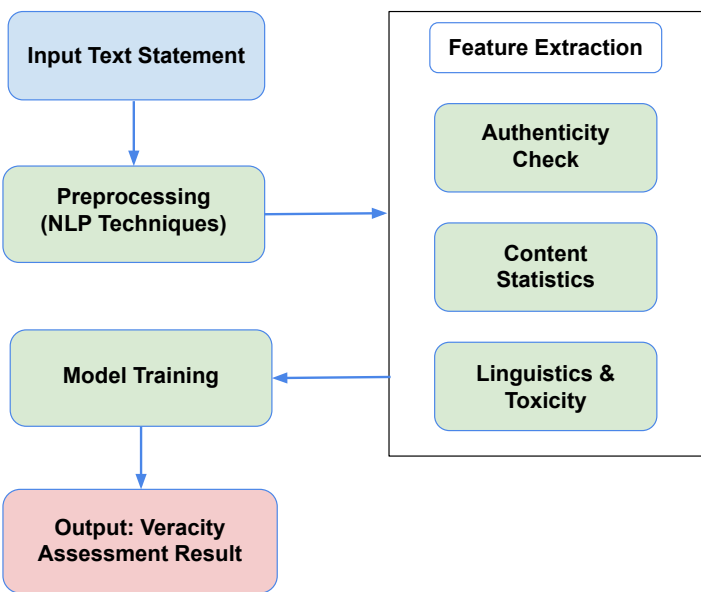 Input Text Statement
Preprocessing
(NLP Techniques)
Feature Extraction
Authenticity
Check
Content
Statistics
Linguistics &
Toxicity
Model Training
Output: Veracity
Assessment Result